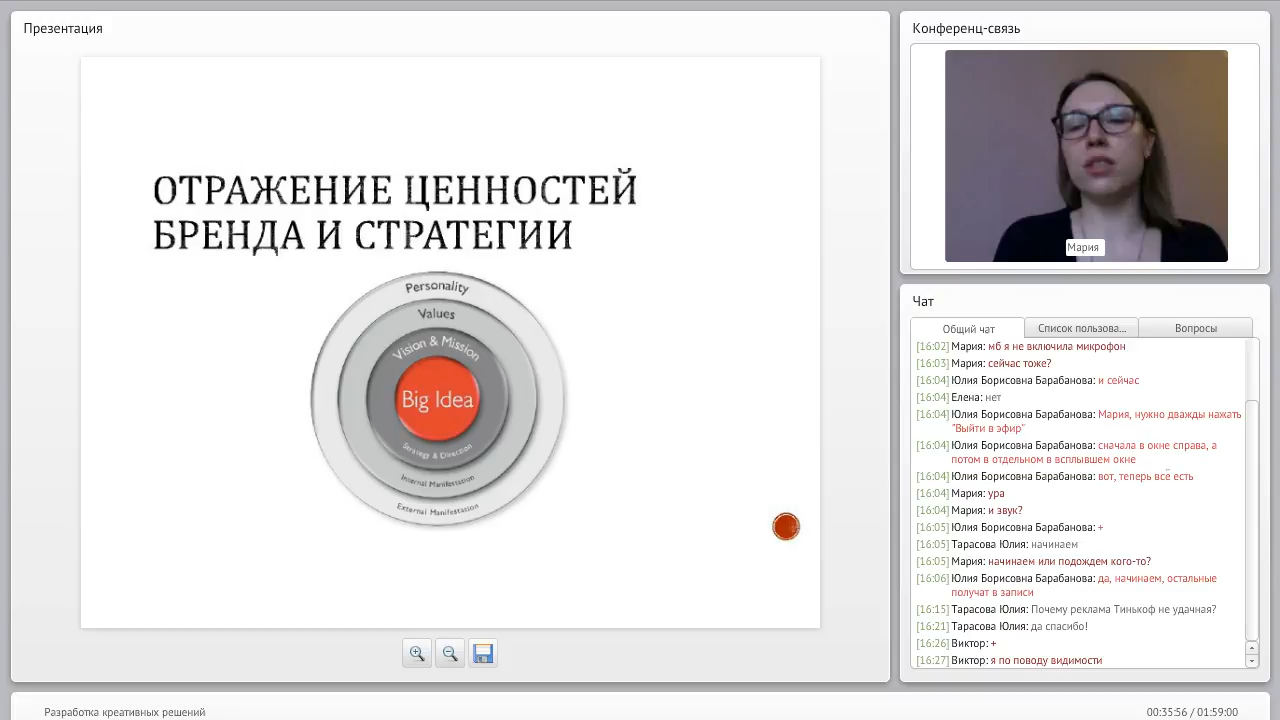 Презентация
ОТРАЖЕНИЕ ЦЕННОСТЕЙ
БРЕНДА И СТРАТЕГИИ
Personality
Values
Vision & Mission
Big Idea
Strategy & Direction
Internal Manifestation
External Manifestation
Конференц-связь
Мария
Чат
Общий чат
Список пользова...
Вопросы
[16:02] Мария: мб я не включила микрофон
[16:03] Мария: сейчас тоже?
[16:04] Юлия Борисовна Барабанова: и сейчас
[16:04] Елена: нет
[16:04] Юлия Борисовна Барабанова: Мария, нужно дважды нажать
"Выйти в эфир"
[16:04] Юлия Борисовна Барабанова: сначала в окне справа, а
потом в отдельном в всплывшем окне
[16:04] Юлия Борисовна Барабанова: вот, теперь всё есть
[16:04] Мария: ура
[16:04] Мария: и звук?
[16:05] Юлия Борисовна Барабанова: +
[16:05] Тарасова Юлия: начинаем
[16:05] Мария: начинаем или подождем кого-то?
[16:06] Юлия Борисовна Барабанова: да, начинаем, остальные
получат в записи
[16:15] Тарасова Юлия: Почему реклама Тинькоф не удачная?
[16:21] Тарасова Юлия: да спасибо!
[16:26] Виктор: +
[16:27] Виктор: я по поводу видимости
Разработка креативных решений
00:35:56 / 01:59:00